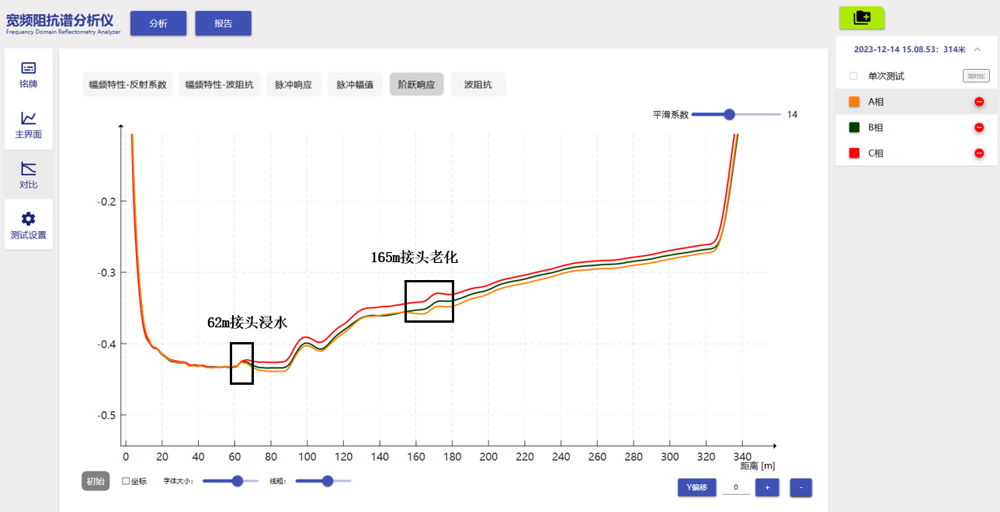 宽频阻抗谱分析仪
Frequency Domain Reflectometry Analyzer
分析
报告
2023-12-14 15.08.53：314米
单次测试
加对比
A相
B相
C相
铭牌
主界面
对比
测试设置
幅频特性-反射系数
幅频特性-波阻抗
脉冲响应
脉冲幅值
阶跃响应
波阻抗
平滑系数
14
-0.2
-0.3
-0.4
-0.5
165m接头老化
62m接头浸水
0 20 40 60 80 100 120 140 160 180 200 220 240 260 280 300 320 340
距离 [m]
初始
坐标
字体大小：
线粗：
Y偏移
0
+
-